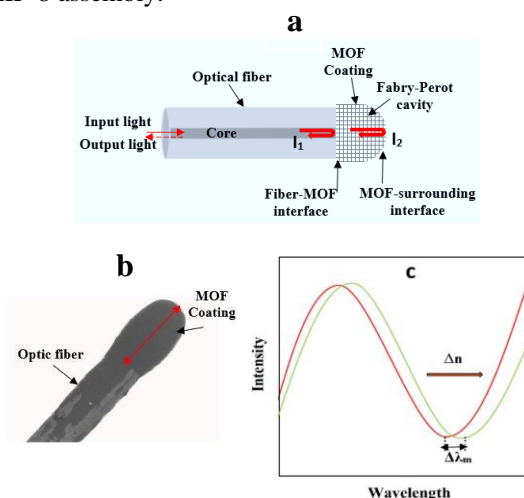 a
MOF
Coating
Optical fiber
Fabry-Perot
cavity
Input light
Output light
Core
I₁
I₂
Fiber-MOF
interface
MOF-surrounding
interface
b
MOF
Coating
Optic fiber
c
Δn
Δλₘ
Intensity
Wavelength